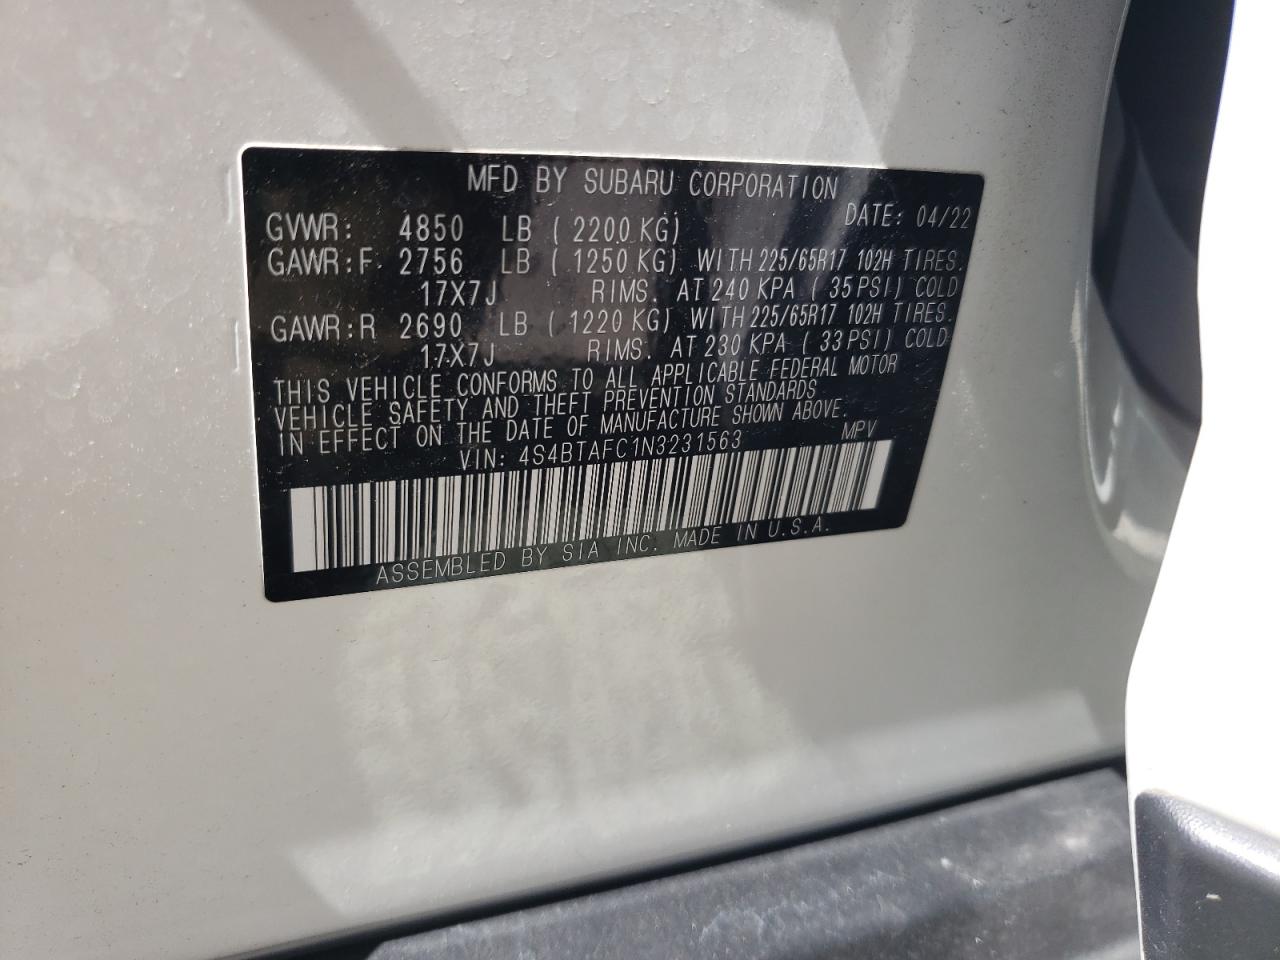 MFD BY SUBARU CORPORATION
DATE: 04/22
GVWR: 4850 LB ( 2200 KG)
GAWR:F 2756 LB ( 1250 KG) WITH 225/65R17 102H TIRES.
17X7J RIMS. AT 240 KPA ( 35 PSI) COLD
GAWR:R 2690 LB ( 1220 KG) WITH 225/65R17 102H TIRES.
17X7J RIMS. AT 230 KPA ( 33 PSI) COLD
THIS VEHICLE CONFORMS TO ALL APPLICABLE FEDERAL MOTOR
VEHICLE SAFETY AND THEFT PREVENTION STANDARDS
IN EFFECT ON THE DATE OF MANUFACTURE SHOWN ABOVE.
VIN: 4S4BTAFC1N3231563 MPV
ASSEMBLED BY SIA INC. MADE IN U.S.A.